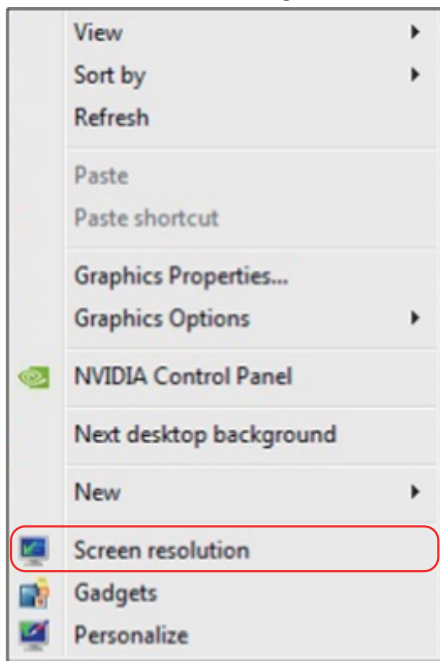 View
Sort by
Refresh
Paste
Paste shortcut
Graphics Properties...
Graphics Options
NVIDIA Control Panel
Next desktop background
New
Screen resolution
Gadgets
Personalize